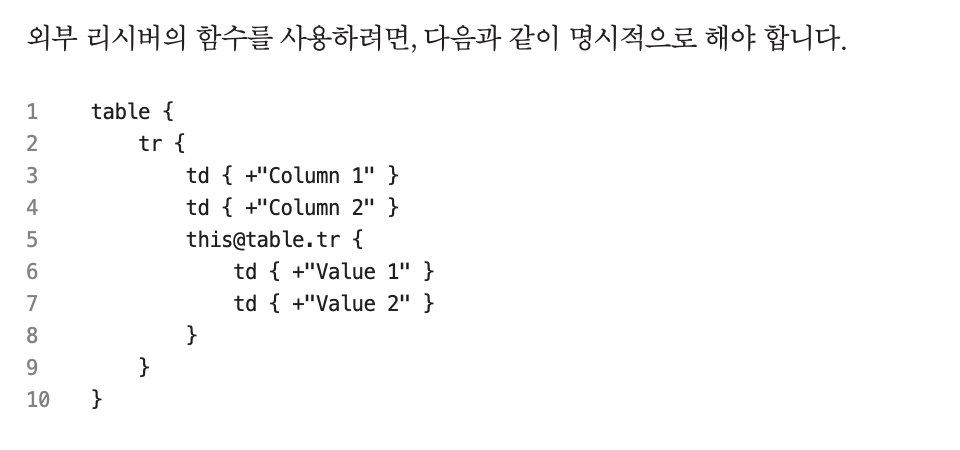 외부 리시버의 함수를 사용하려면, 다음과 같이 명시적으로 해야 합니다.
1    table {
2        tr {
3            td { +"Column 1" }
4            td { +"Column 2" }
5            this@table.tr {
6                td { +"Value 1" }
7                td { +"Value 2" }
8            }
9        }
10   }